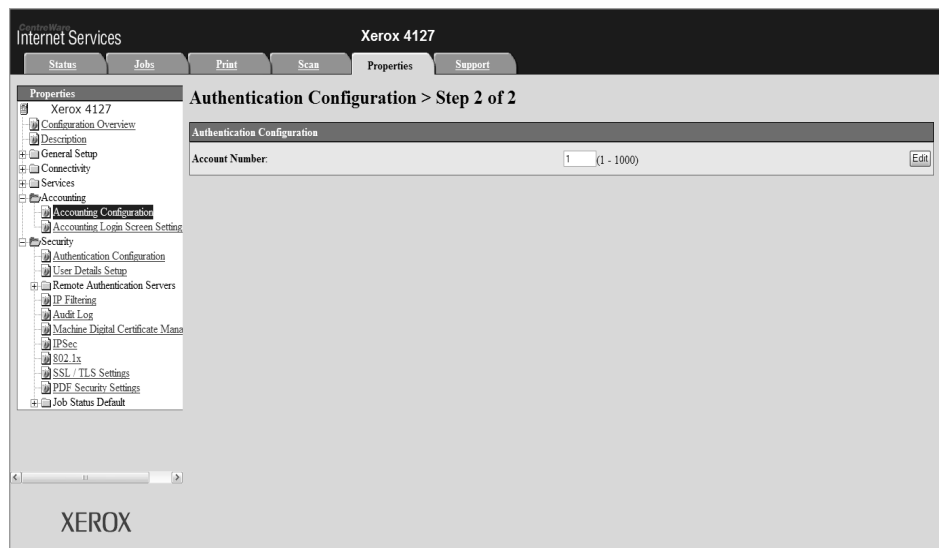 CentreWare
Internet Services
Xerox 4127
Status Jobs Print Scan Properties Support
Properties
Xerox 4127
Configuration Overview
Description
General Setup
Connectivity
Services
Accounting
Accounting Configuration
Accounting Login Screen Setting
Security
Authentication Configuration
User Details Setup
Remote Authentication Servers
IP Filtering
Audit Log
Machine Digital Certificate Mana
IPSec
802.1x
SSL / TLS Settings
PDF Security Settings
Job Status Default
XEROX
Authentication Configuration > Step 2 of 2
Authentication Configuration
Account Number: 1 (1 - 1000) Edit